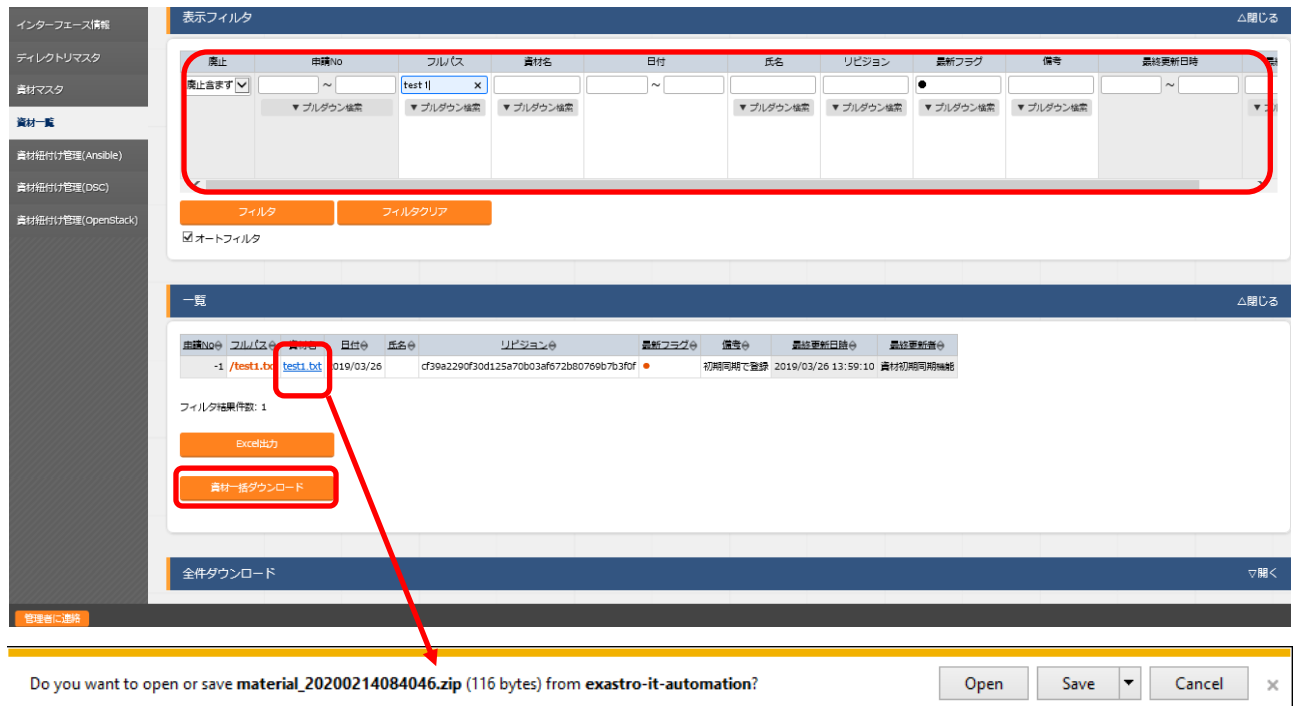 インターフェース情報
ディレクトリマスタ
資材マスタ
資材一覧
資材紐付け管理(Ansible)
資材紐付け管理(DSC)
資材紐付け管理(OpenStack)
表示フィルタ
△閉じる
廃止 申請No フルパス 資材名 日付 氏名 リビジョン 最新フラグ 備考 最終更新日時
廃止含まず ~ test1 × ~ ● ~
▼ プルダウン検索 ▼ プルダウン検索 ▼ プルダウン検索 ▼ プルダウン検索 ▼ プルダウン検索 ▼ プルダウン検索 ▼ プルダウン検索
フィルタ フィルタクリア
オートフィルタ
一覧
△閉じる
申請No フルパス 資材名 日付 氏名 リビジョン 最新フラグ 備考 最終更新日時 最終更新者
-1 /test1.txt test1.txt 2019/03/26 cf39a2290f30d125a70b03af672b80769b7b3f0f ● 初期同期で登録 2019/03/26 13:59:10 資材初期同期機能
フィルタ結果件数: 1
Excel出力
資材一括ダウンロード
全件ダウンロード
▽開く
管理者に連絡
Do you want to open or save material_20200214084046.zip (116 bytes) from exastro-it-automation?
Open Save ▼ Cancel ×